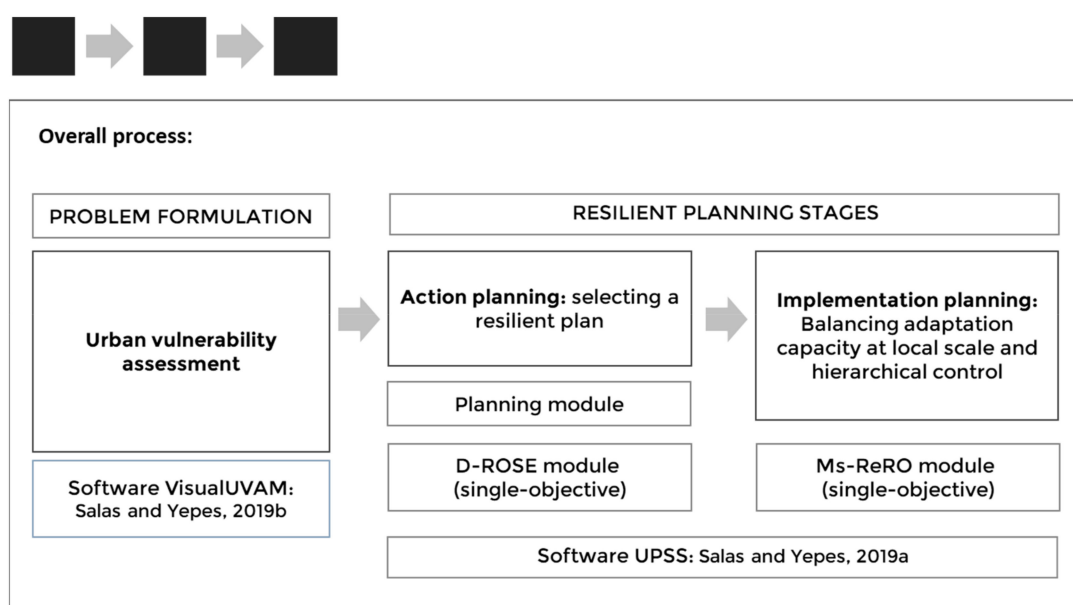 Overall process:
PROBLEM FORMULATION
Urban vulnerability
assessment
Software VisualUVAM:
Salas and Yepes, 2019b
RESILIENT PLANNING STAGES
Action planning: selecting a
resilient plan
Planning module
D-ROSE module
(single-objective)
Implementation planning:
Balancing adaptation
capacity at local scale and
hierarchical control
Ms-ReRO module
(single-objective)
Software UPSS: Salas and Yepes, 2019a